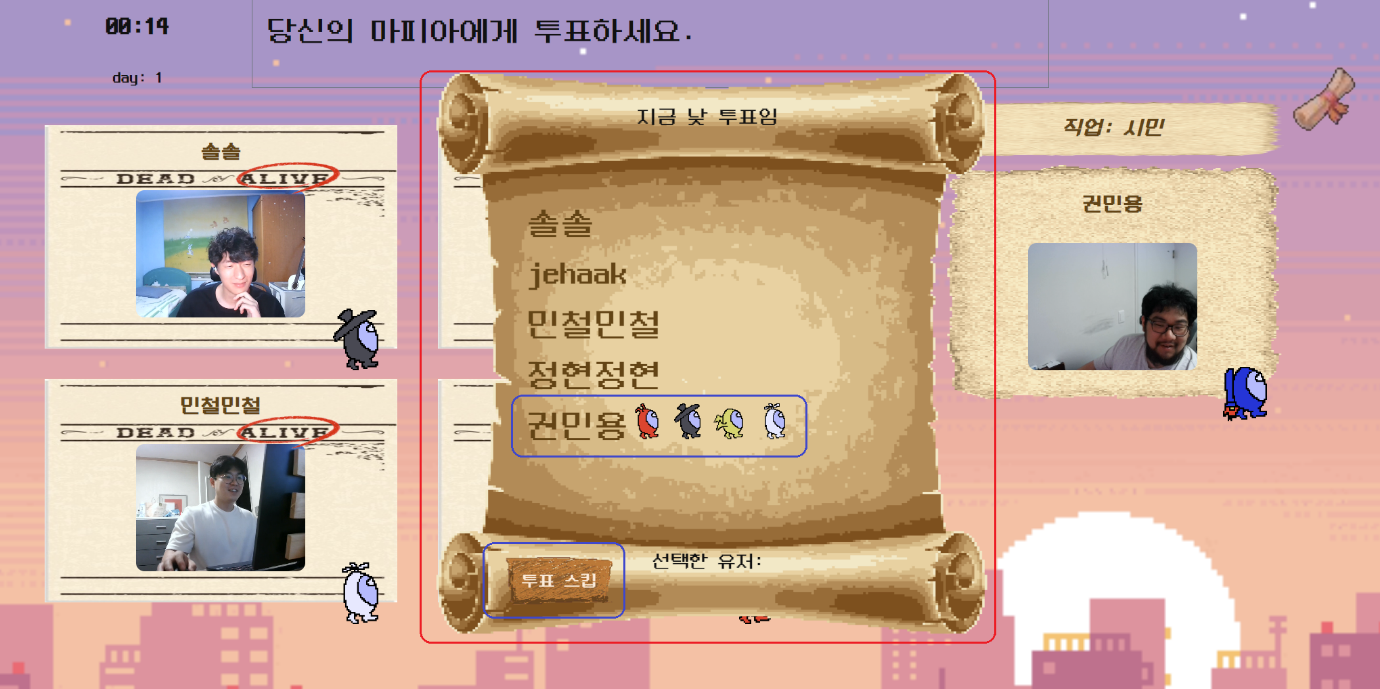 00:14
당신의 마피아에게 투표하세요.
day: 1
지금 낮 투표임
직업: 시민
솔솔
DEAD ALIVE
권민용
솔솔
jehaak
민철민철
정현정현
권민용
민철민철
DEAD ALIVE
선택한 유저:
투표 스킵